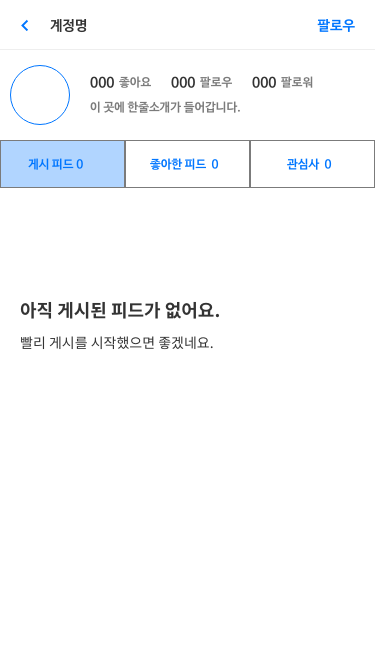 계정명 팔로우
000 좋아요 000 팔로우 000 팔로워
이 곳에 한줄소개가 들어갑니다.
게시 피드 0 좋아한 피드 0 관심사 0
아직 게시된 피드가 없어요.
빨리 게시를 시작했으면 좋겠네요.